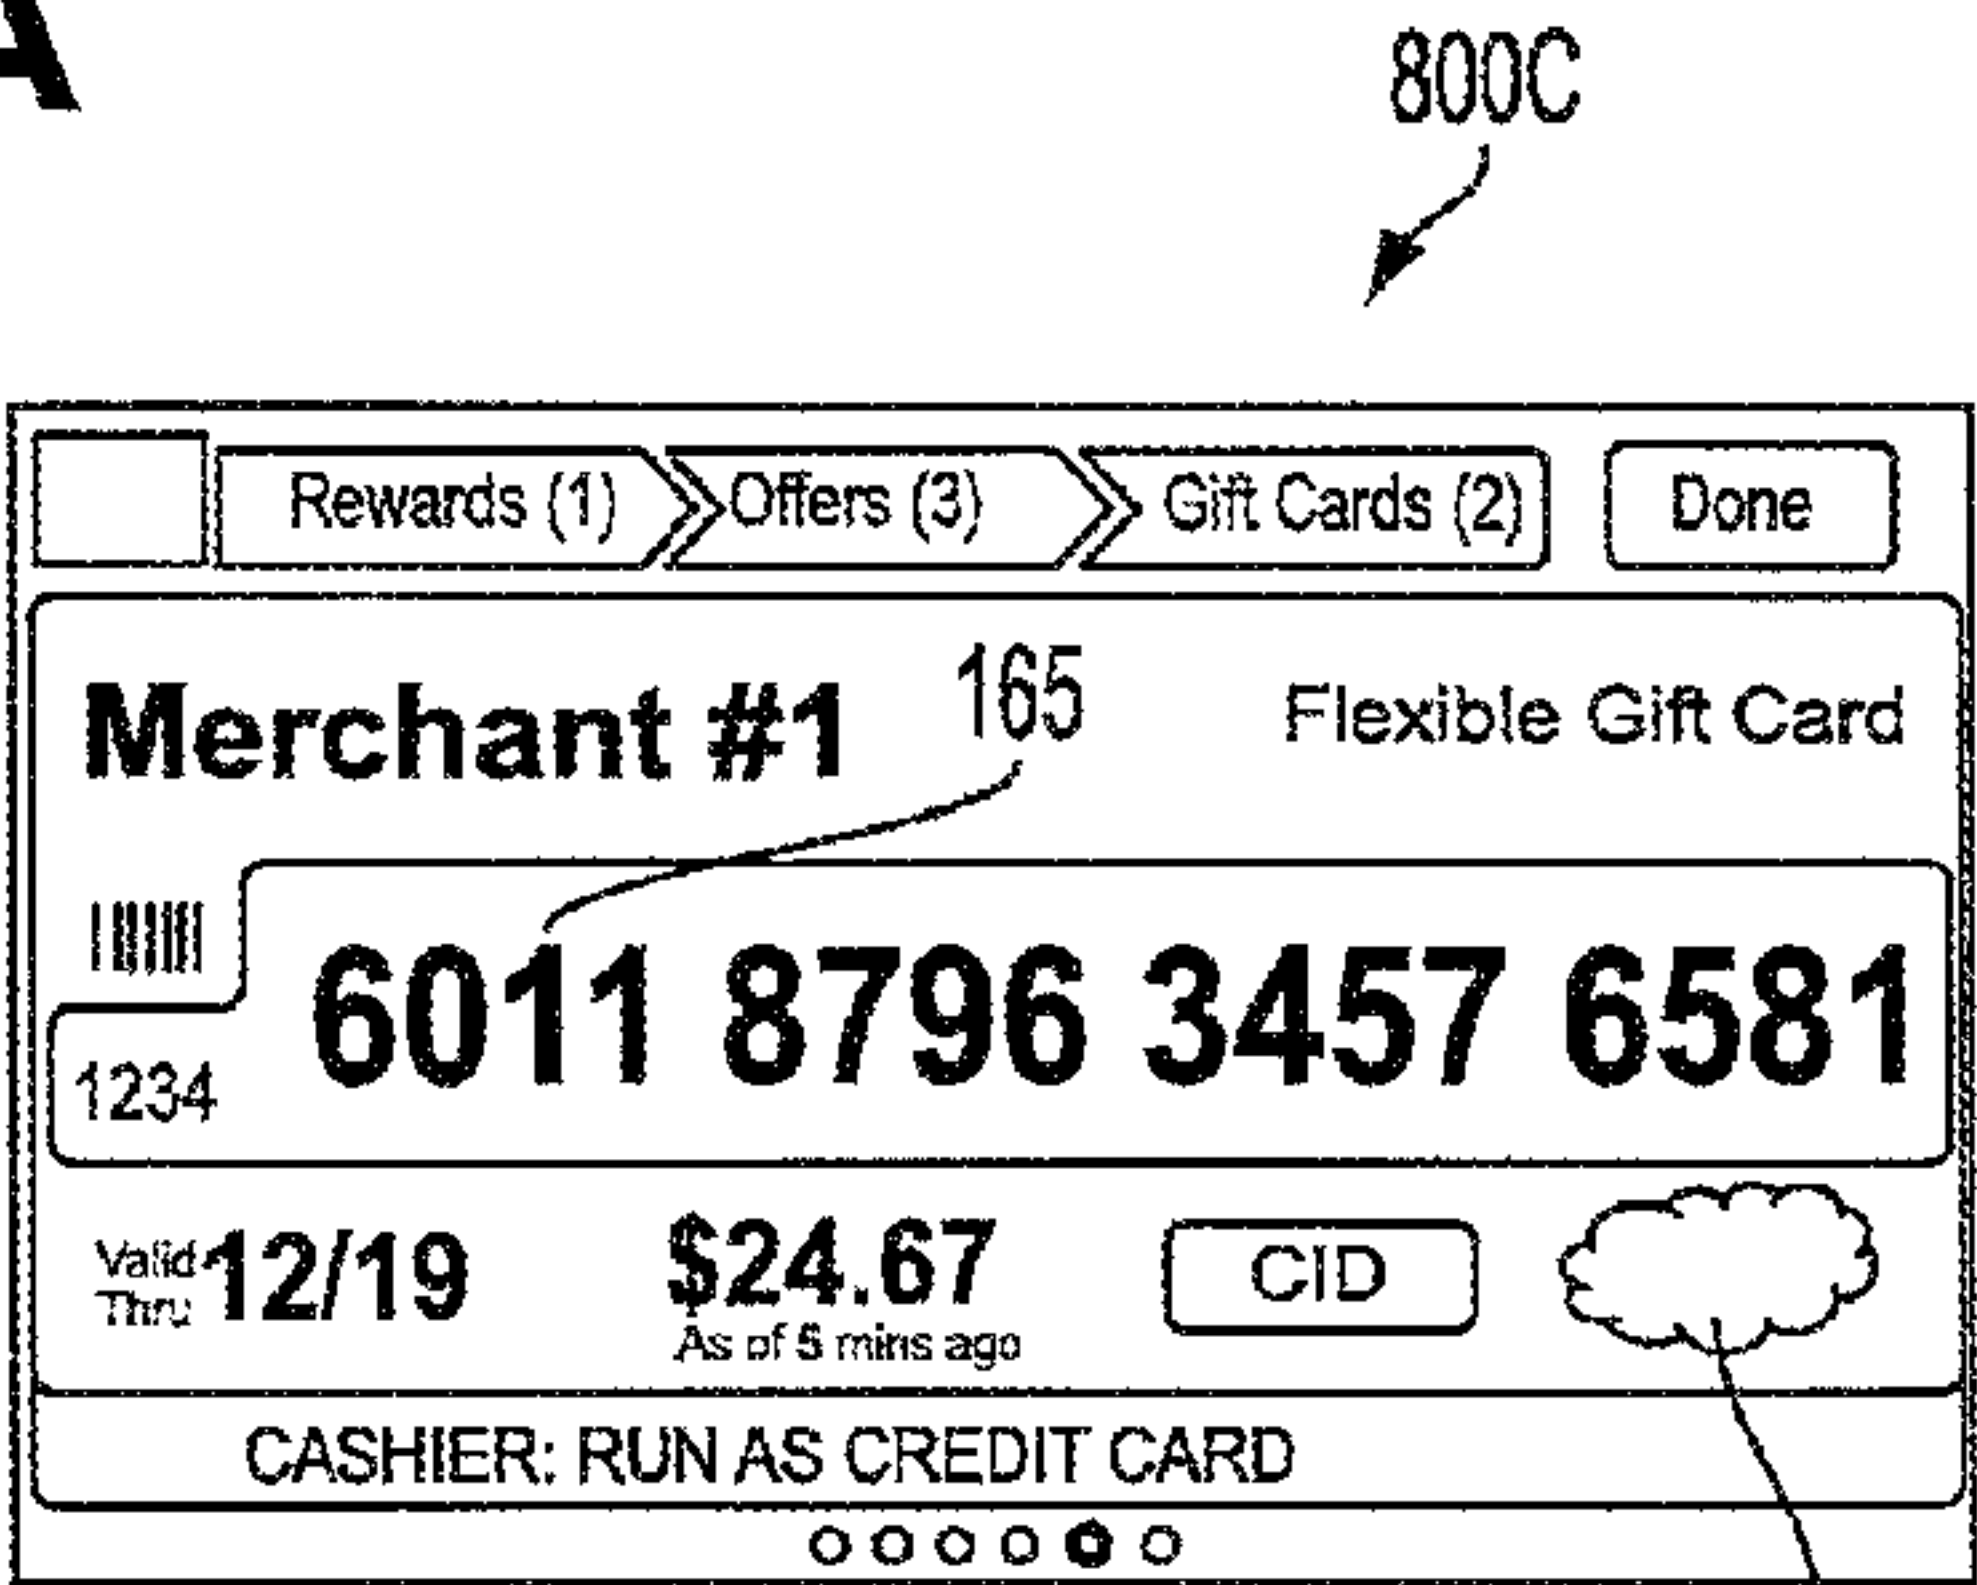 A
800C
Rewards (1) Offers (3) Gift Cards (2) Done
Merchant #1 165 Flexible Gift Card
6011 8796 3457 6581
1234
Valid Thru 12/19 $24.67 CID
As of 5 mins ago
CASHIER: RUN AS CREDIT CARD